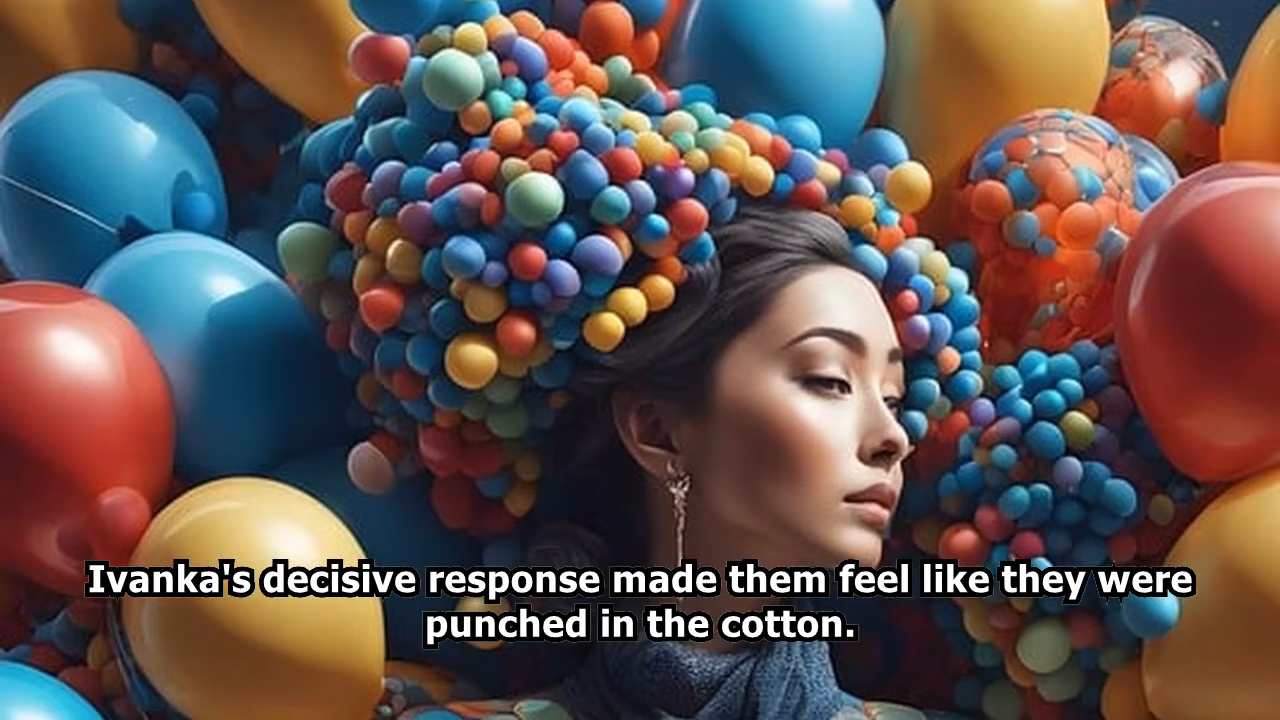 Ivanka's decisive response made them feel like they were
punched in the cotton.